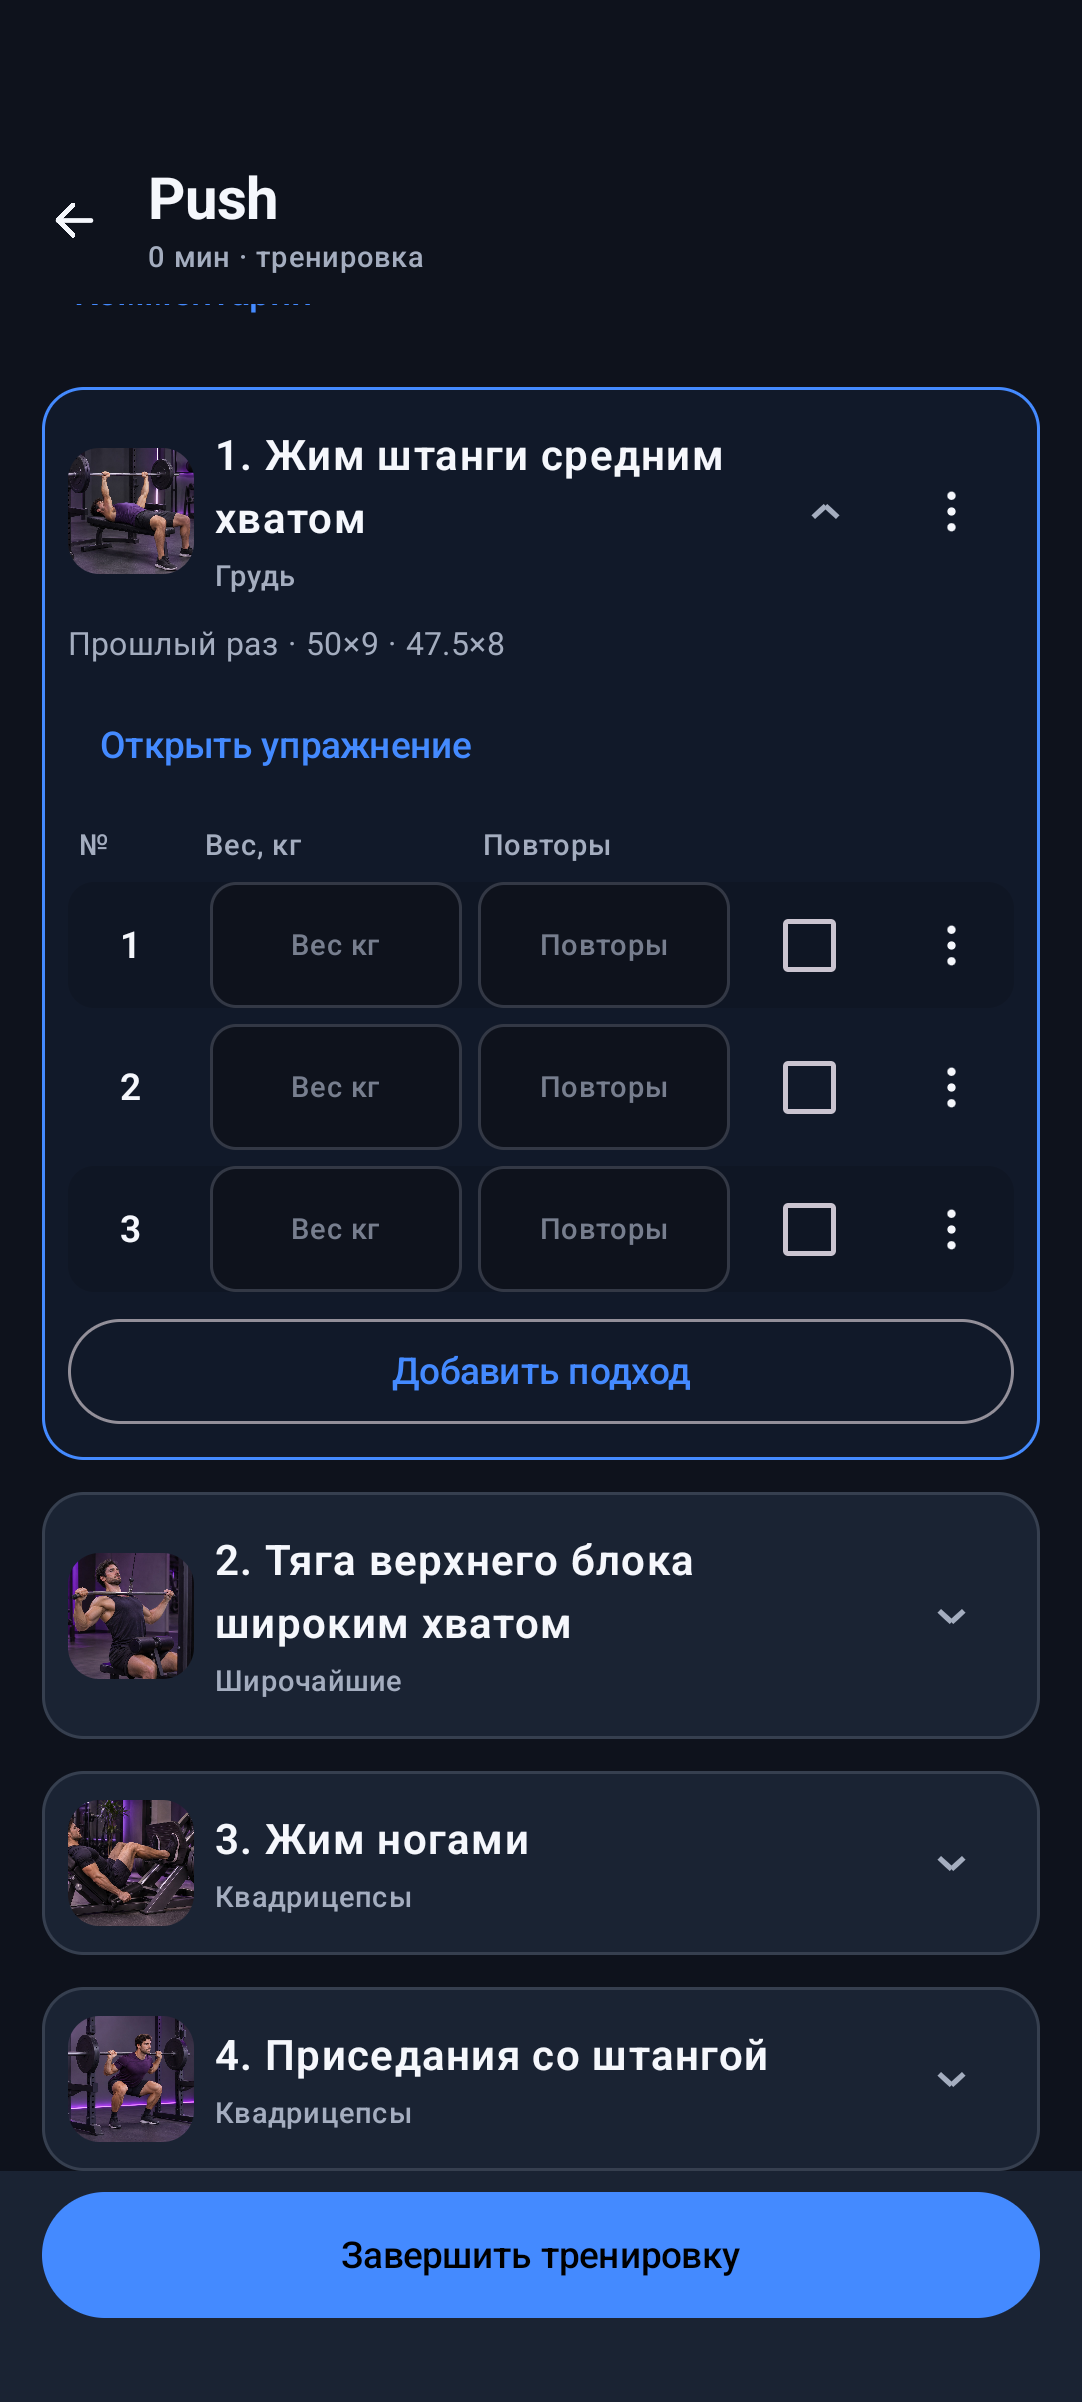 Push
0 мин · тренировка
1. Жим штанги средним
хватом
Грудь
Прошлый раз · 50×9 · 47.5×8
Открыть упражнение
№ Вес, кг Повторы
1 Вес кг Повторы
2 Вес кг Повторы
3 Вес кг Повторы
Добавить подход
2. Тяга верхнего блока
широким хватом
Широчайшие
3. Жим ногами
Квадрицепсы
4. Приседания со штангой
Квадрицепсы
Завершить тренировку